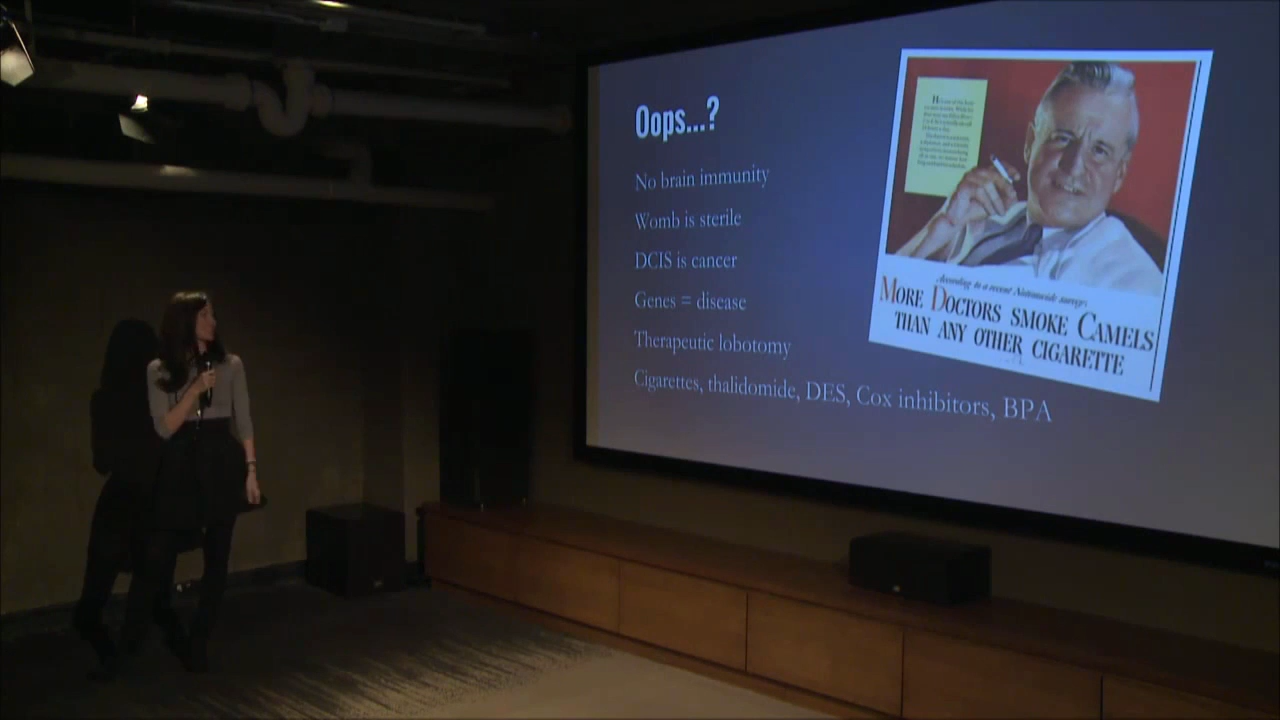 Oops...?
No brain immunity
Womb is sterile
DCIS is cancer
Genes = disease
Therapeutic lobotomy
Cigarettes, thalidomide, DES, Cox inhibitors, BPA
According to a recent Nationwide survey:
MORE DOCTORS SMOKE CAMELS
THAN ANY OTHER CIGARETTE